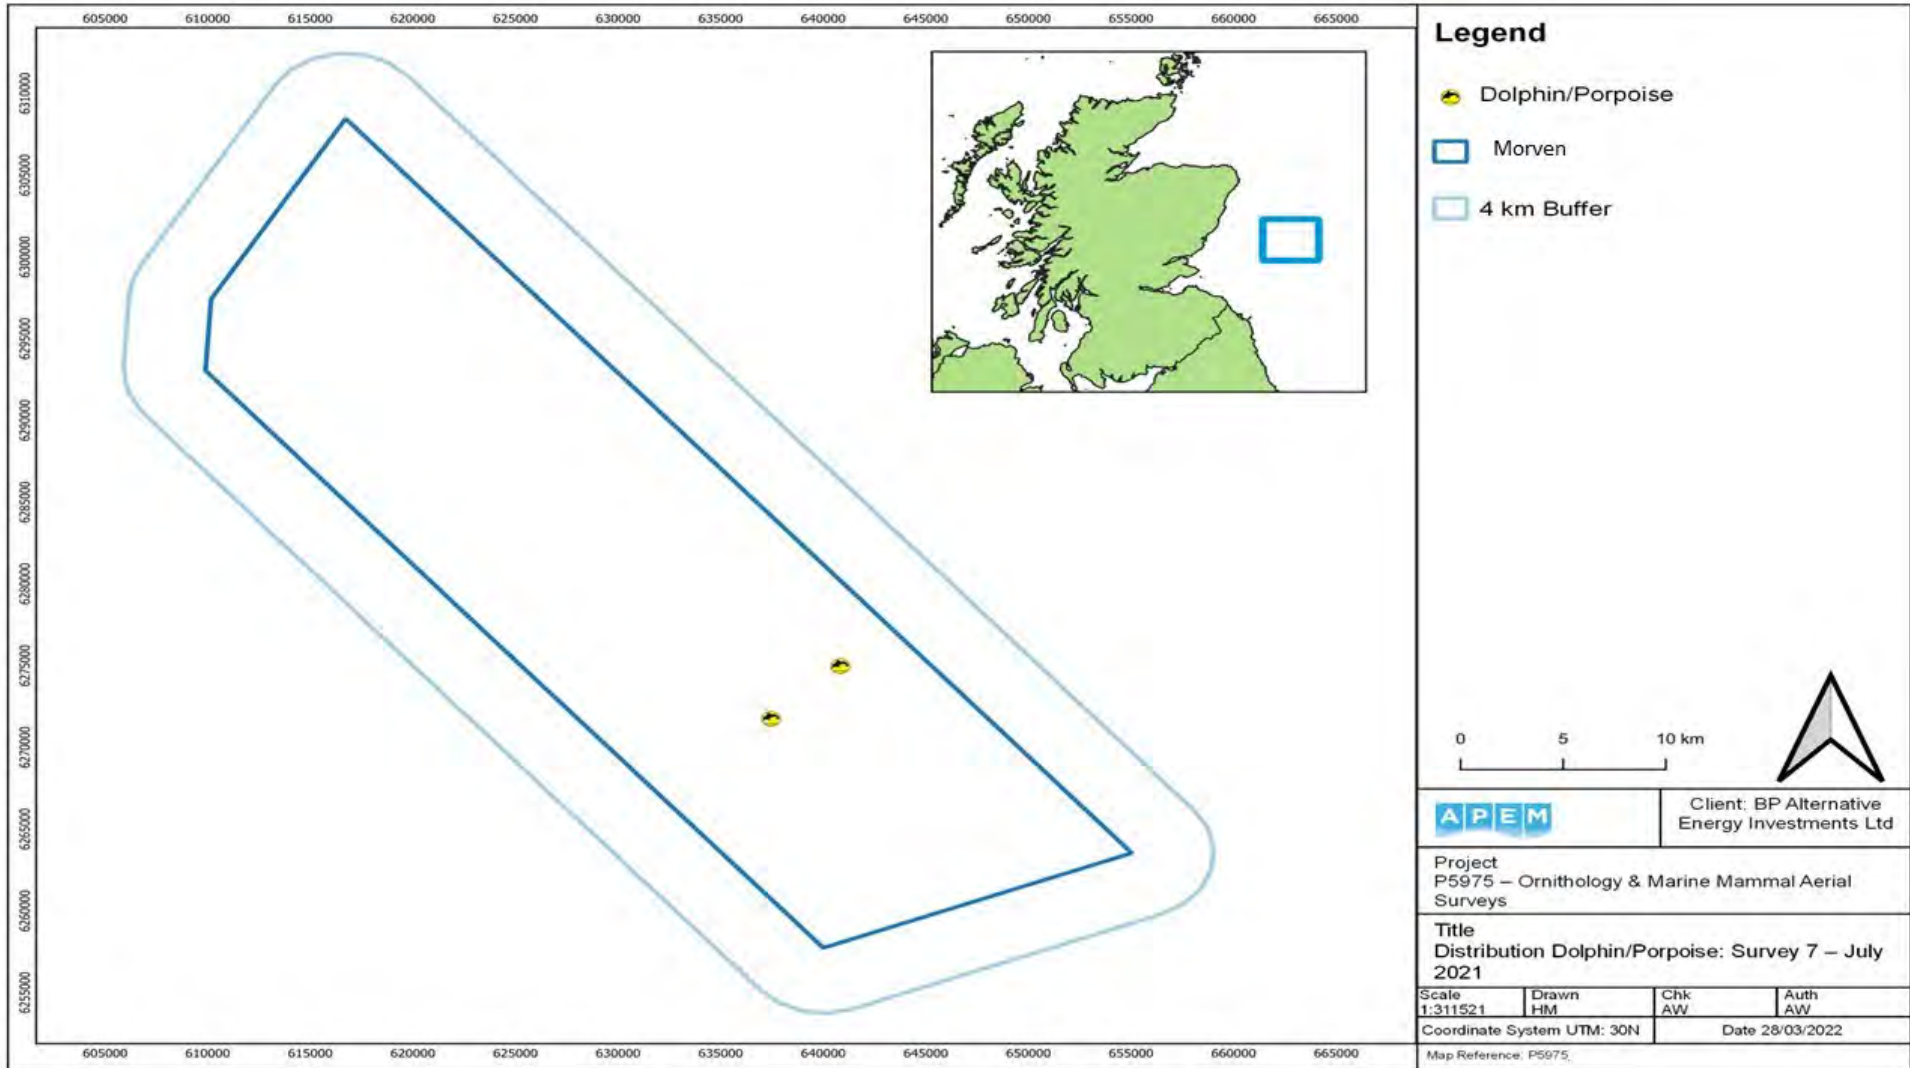 605000 610000 615000 620000 625000 630000 635000 640000 645000 650000 655000 660000 665000
6310000
6305000
6300000
6295000
6290000
6285000
6280000
6275000
6270000
6265000
6260000
6255000
605000 610000 615000 620000 625000 630000 635000 640000 645000 650000 655000 660000 665000
Legend
Dolphin/Porpoise
Morven
4 km Buffer
0 5 10 km
APEM
Client: BP Alternative
Energy Investments Ltd
Project
P5975 – Ornithology & Marine Mammal Aerial
Surveys
Title
Distribution Dolphin/Porpoise: Survey 7 – July
2021
Scale Drawn Chk Auth
1:311521 HM AW AW
Coordinate System UTM: 30N Date 28/03/2022
Map Reference: P5975